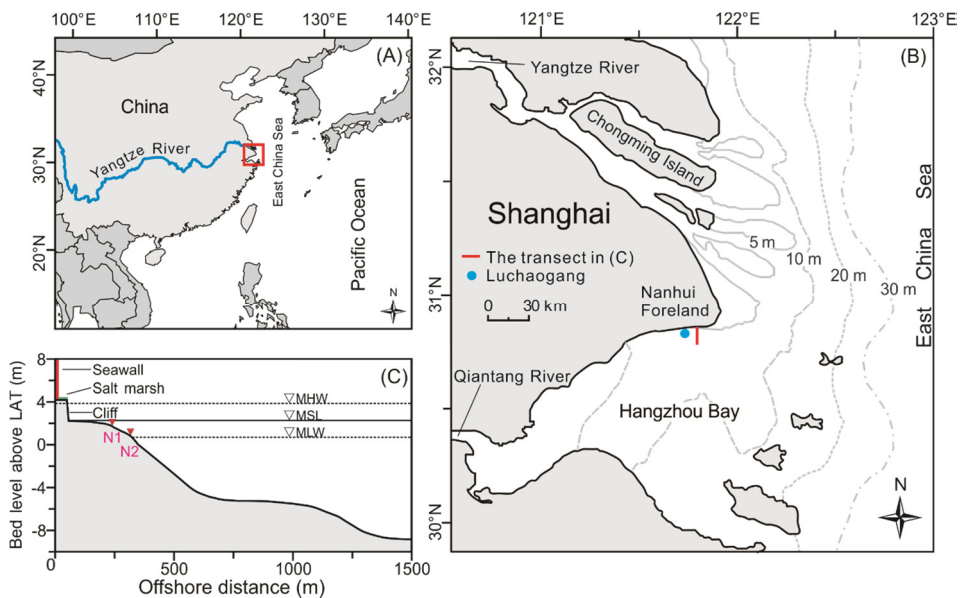 100°E
110°E
120°E
130°E
140°E
40°N
30°N
20°N
(A)
China
Yangtze River
East China Sea
Pacific Ocean
N
121°E
122°E
123°E
32°N
31°N
30°N
(B)
Yangtze River
Chongming Island
Shanghai
The transect in (C)
Luchaogang
0 30 km
Nanhui
Foreland
Qiantang River
Hangzhou Bay
5 m
10 m
20 m
30 m
East China Sea
N
(C)
Bed level above LAT (m)
8
4
0
-4
-8
Seawall
Salt marsh
Cliff
MHW
MSL
MLW
N1
N2
0
500
1000
1500
Offshore distance (m)